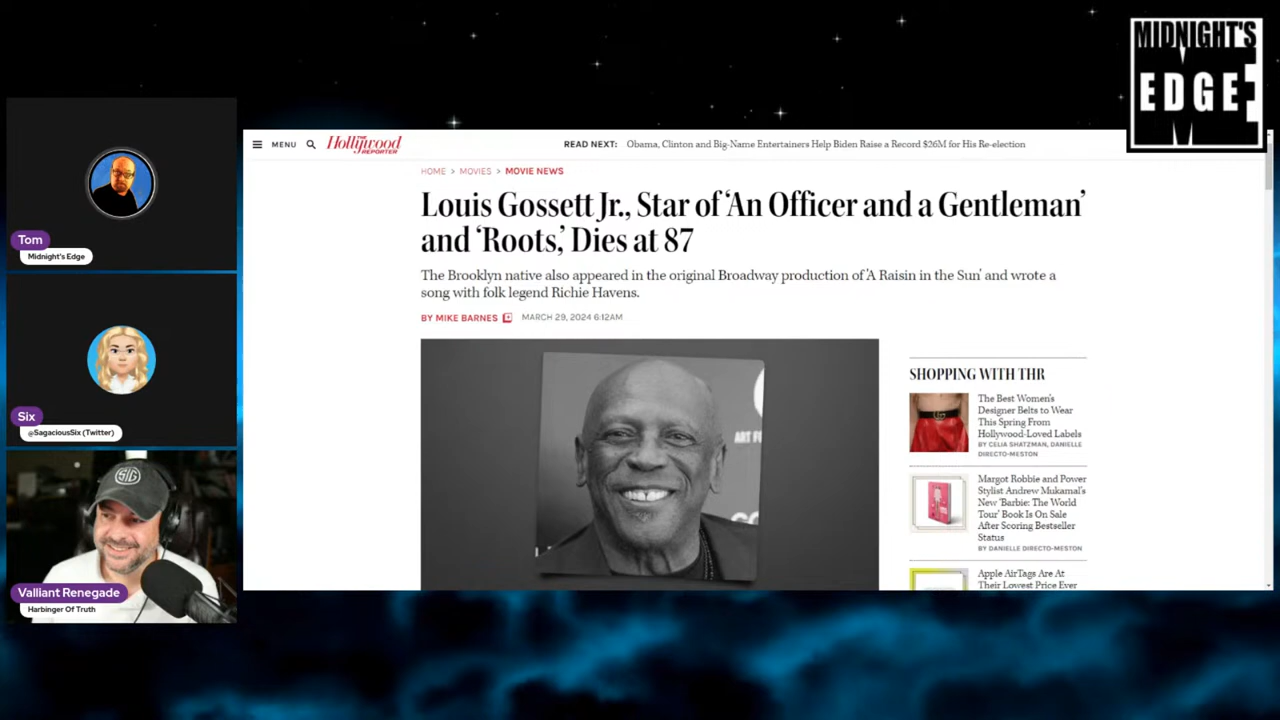 MIDNIGHT'S
EDGE
Tom
Midnight's Edge
Six
@SagaciousSix (Twitter)
SIG
Valliant Renegade
Harbinger Of Truth
MENU
THE
Hollywood
REPORTER
READ NEXT: Obama, Clinton and Big-Name Entertainers Help Biden Raise a Record $26M for His Re-election
HOME > MOVIES > MOVIE NEWS
Louis Gossett Jr., Star of ‘An Officer and a Gentleman’
and ‘Roots,’ Dies at 87
The Brooklyn native also appeared in the original Broadway production of 'A Raisin in the Sun' and wrote a
song with folk legend Richie Havens.
BY MIKE BARNES MARCH 29, 2024 6:12AM
ART FO
SHOPPING WITH THR
The Best Women's
Designer Belts to Wear
This Spring From
Hollywood-Loved Labels
BY CELIA SHATZMAN, DANIELLE
DIRECTO-MESTON
Margot Robbie and Power
Stylist Andrew Mukamal's
New 'Barbie: The World
Tour' Book Is On Sale
After Scoring Bestseller
Status
BY DANIELLE DIRECTO-MESTON
Apple AirTags Are At
Their Lowest Price Ever